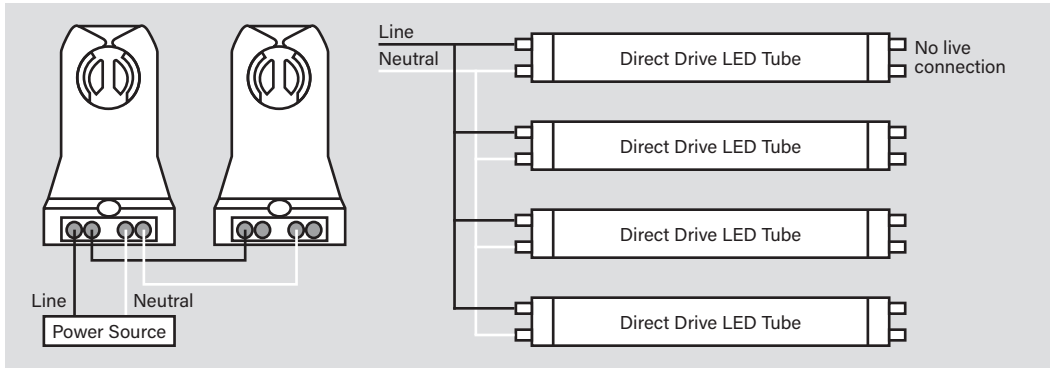 Line
Neutral
Power Source
Line
Neutral
Direct Drive LED Tube
No live
connection
Direct Drive LED Tube
Direct Drive LED Tube
Direct Drive LED Tube